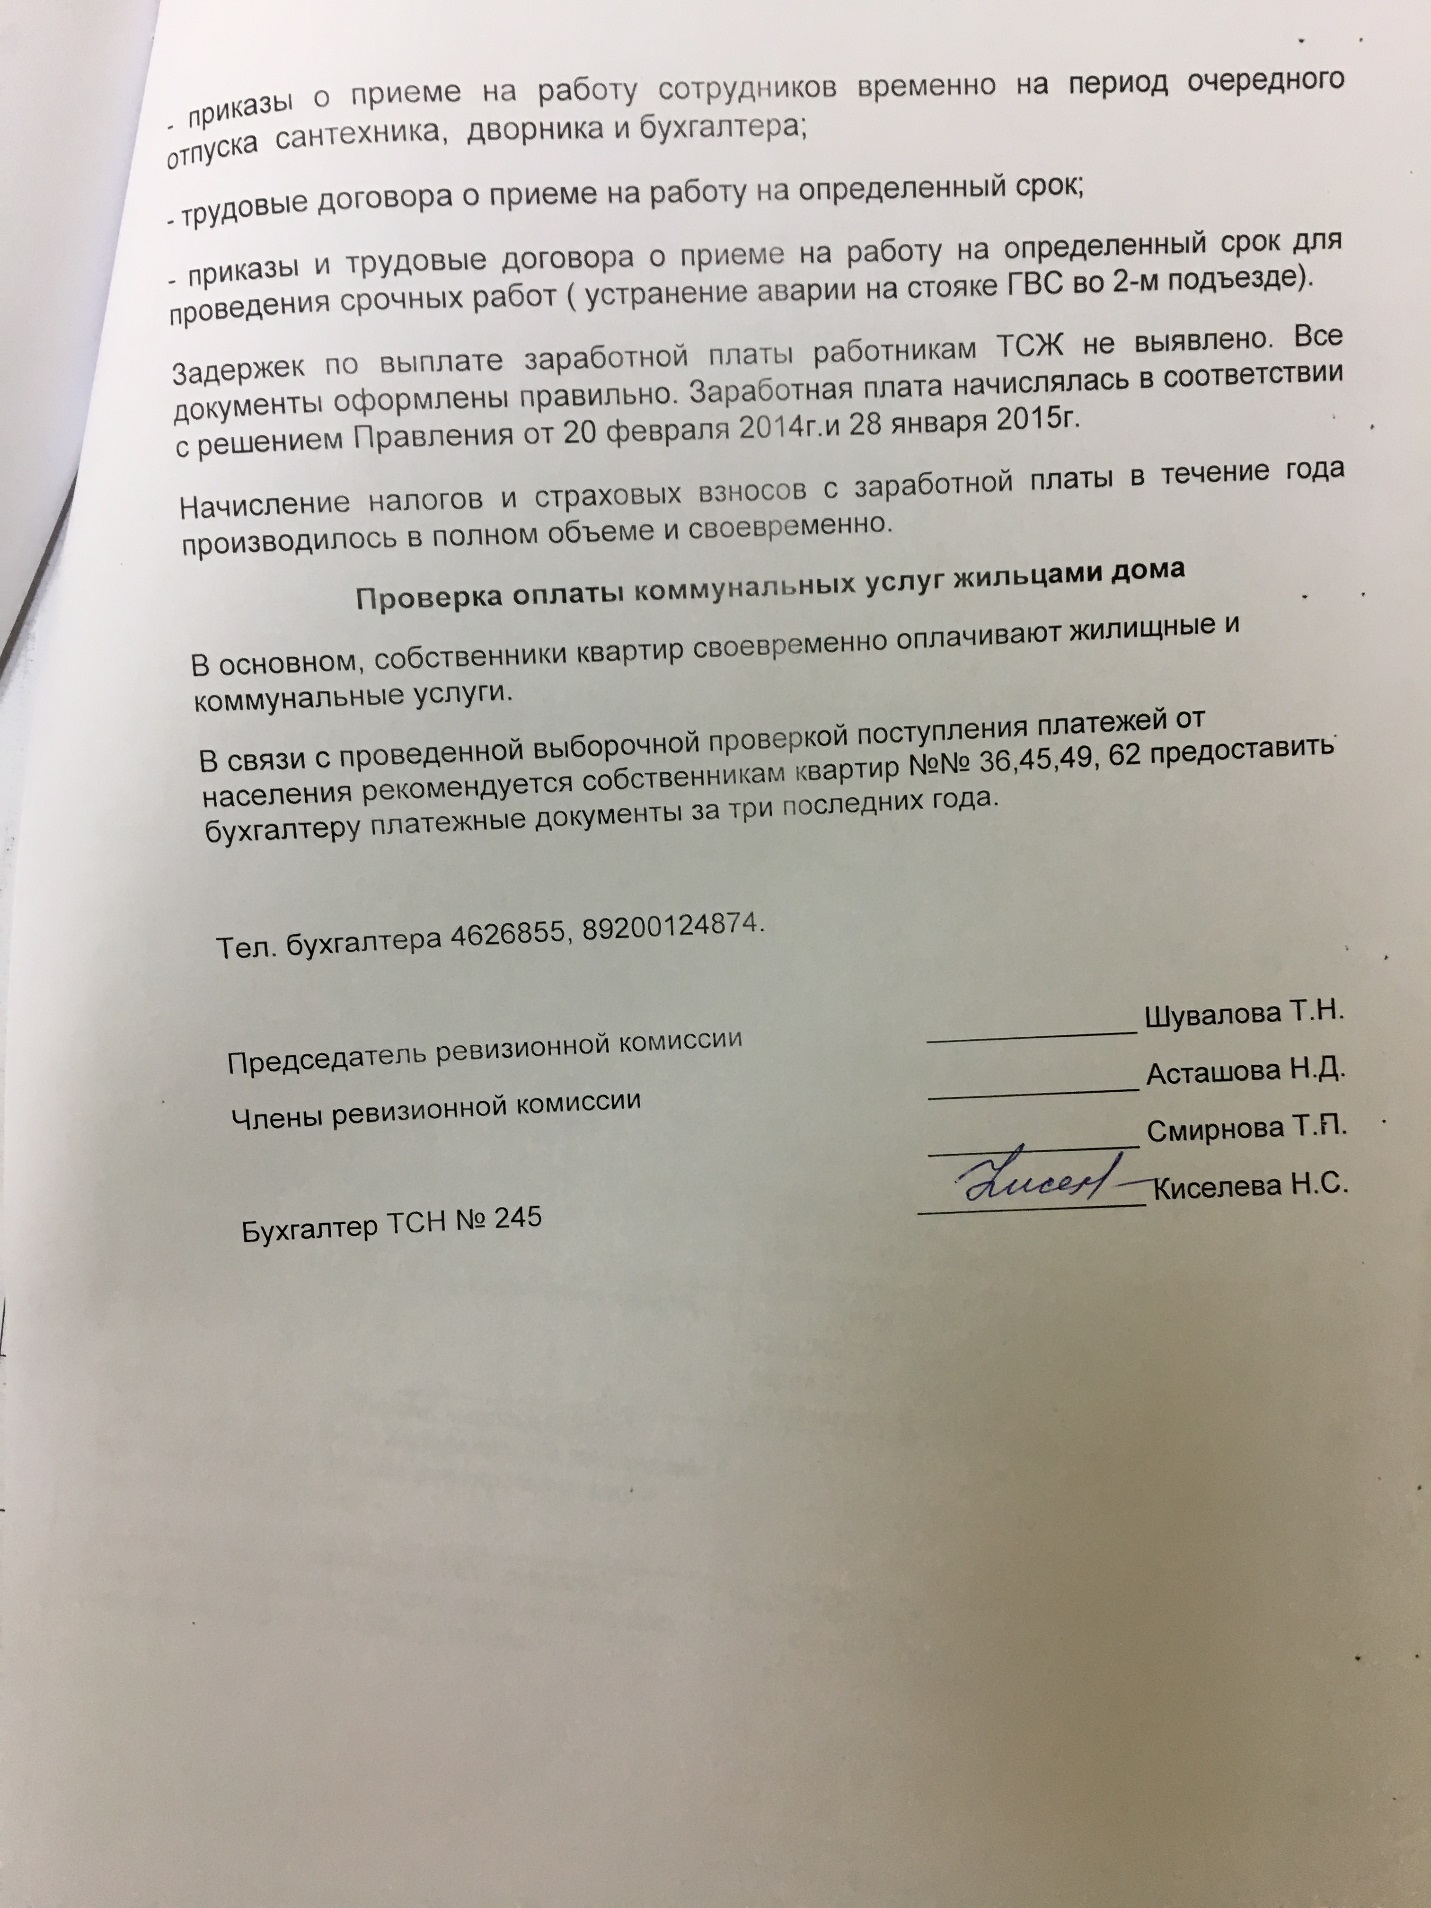 - приказы о приеме на работу сотрудников временно на период очередного
отпуска сантехника, дворника и бухгалтера;
- трудовые договора о приеме на работу на определенный срок;
- приказы и трудовые договора о приеме на работу на определенный срок для
проведения срочных работ ( устранение аварии на стояке ГВС во 2-м подъезде).
Задержек по выплате заработной платы работникам ТСЖ не выявлено. Все
документы оформлены правильно. Заработная плата начислялась в соответствии
с решением Правления от 20 февраля 2014г.и 28 января 2015г.
Начисление налогов и страховых взносов с заработной платы в течение года
производилось в полном объеме и своевременно.
Проверка оплаты коммунальных услуг жильцами дома
В основном, собственники квартир своевременно оплачивают жилищные и
коммунальные услуги.
В связи с проведенной выборочной проверкой поступления платежей от
населения рекомендуется собственникам квартир №№ 36,45,49, 62 предоставить
бухгалтеру платежные документы за три последних года.
Тел. бухгалтера 4626855, 89200124874.
Председатель ревизионной комиссии ______________ Шувалова Т.Н.
Члены ревизионной комиссии ______________ Асташова Н.Д.
______________ Смирнова Т.П.
Бухгалтер ТСН № 245 Кисел Киселева Н.С.